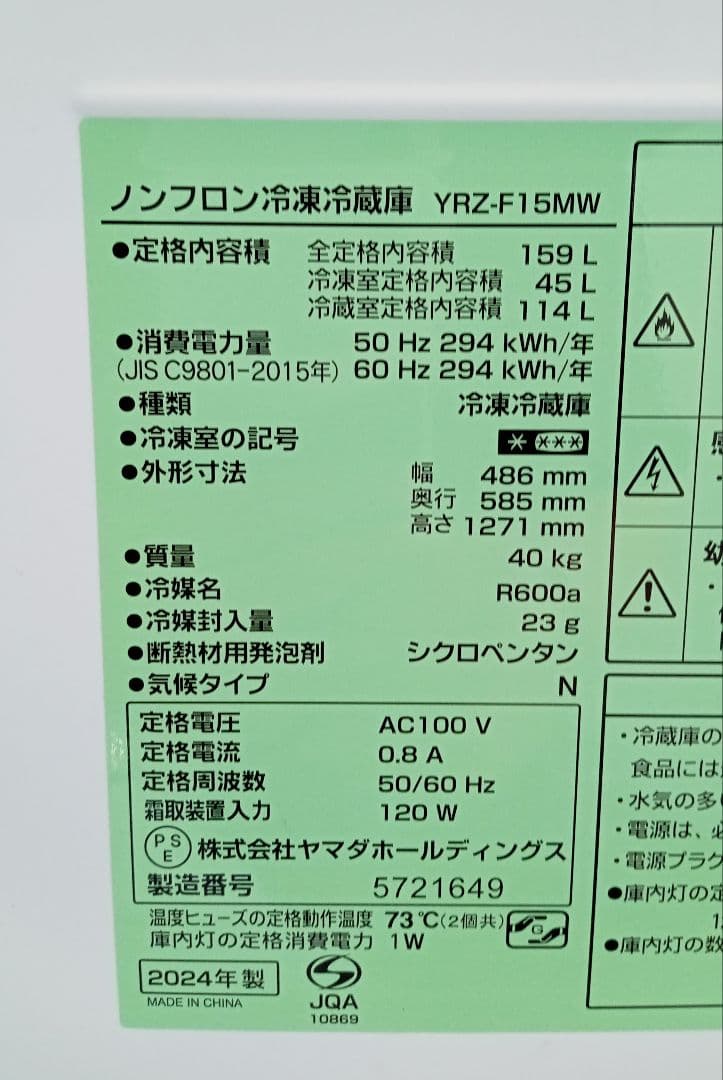 ノンフロン冷凍冷蔵庫 YRZ-F15MW
●定格内容積 全定格内容積 159 L
冷凍室定格内容積 45 L
冷蔵室定格内容積 114 L
●消費電力量 50 Hz 294 kWh/年
(JIS C9801-2015年) 60 Hz 294 kWh/年
●種類 冷凍冷蔵庫
●冷凍室の記号
●外形寸法 幅 486 mm
奥行 585 mm
高さ 1271 mm
●質量 40 kg
●冷媒名 R600a
●冷媒封入量 23 g
●断熱材用発泡剤 シクロペンタン
●気候タイプ N
定格電圧 AC100 V
定格電流 0.8 A
定格周波数 50/60 Hz
霜取装置入力 120 W
PSE 株式会社ヤマダホールディングス
製造番号 5721649
温度ヒューズの定格動作温度 73℃(2個共)
庫内灯の定格消費電力 1W
G
2024年製
MADE IN CHINA
JQA
10869
・冷蔵庫の
食品には
・水気の多
・電源は、
・電源プラク
●庫内灯の定
●庫内灯の数